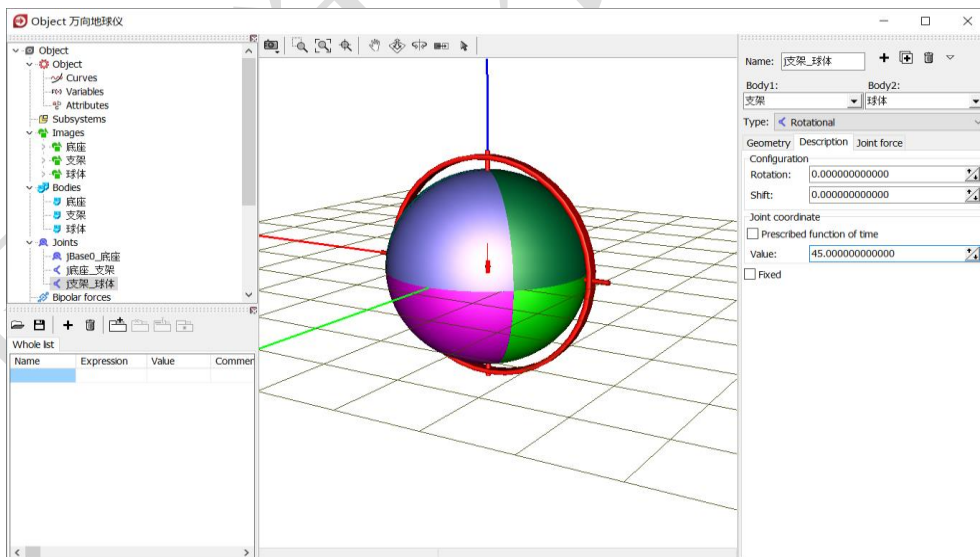 Object 万向地球仪
Object
Object
Curves
Variables
Attributes
Subsystems
Images
底座
支架
球体
Bodies
底座
支架
球体
Joints
jBase0_底座
j底座_支架
j支架_球体
Bipolar forces
Whole list
Name Expression Value Commen
Name: j支架_球体
Body1: Body2:
支架 球体
Type: Rotational
Geometry Description Joint force
Configuration
Rotation: 0.000000000000
Shift: 0.000000000000
Joint coordinate
Prescribed function of time
Value: 45.000000000000
Fixed